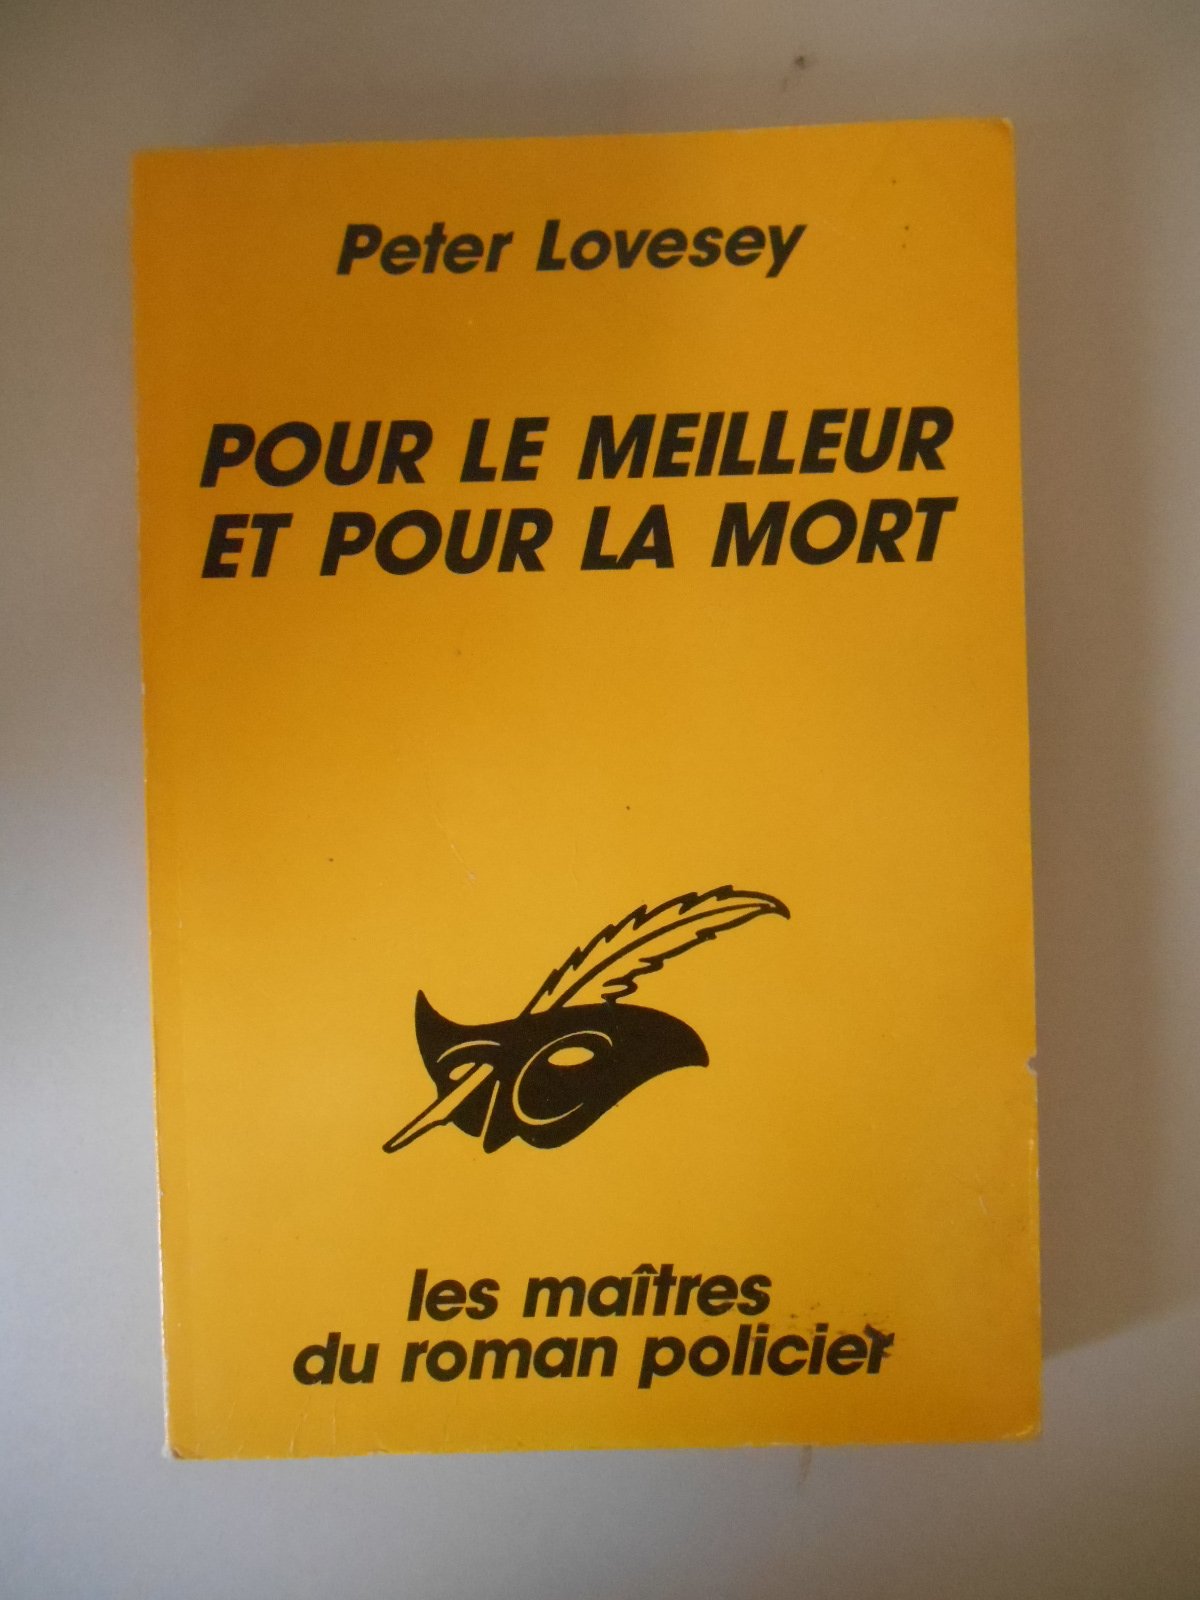 Peter Lovesey
POUR LE MEILLEUR
ET POUR LA MORT
les maîtres
du roman policier